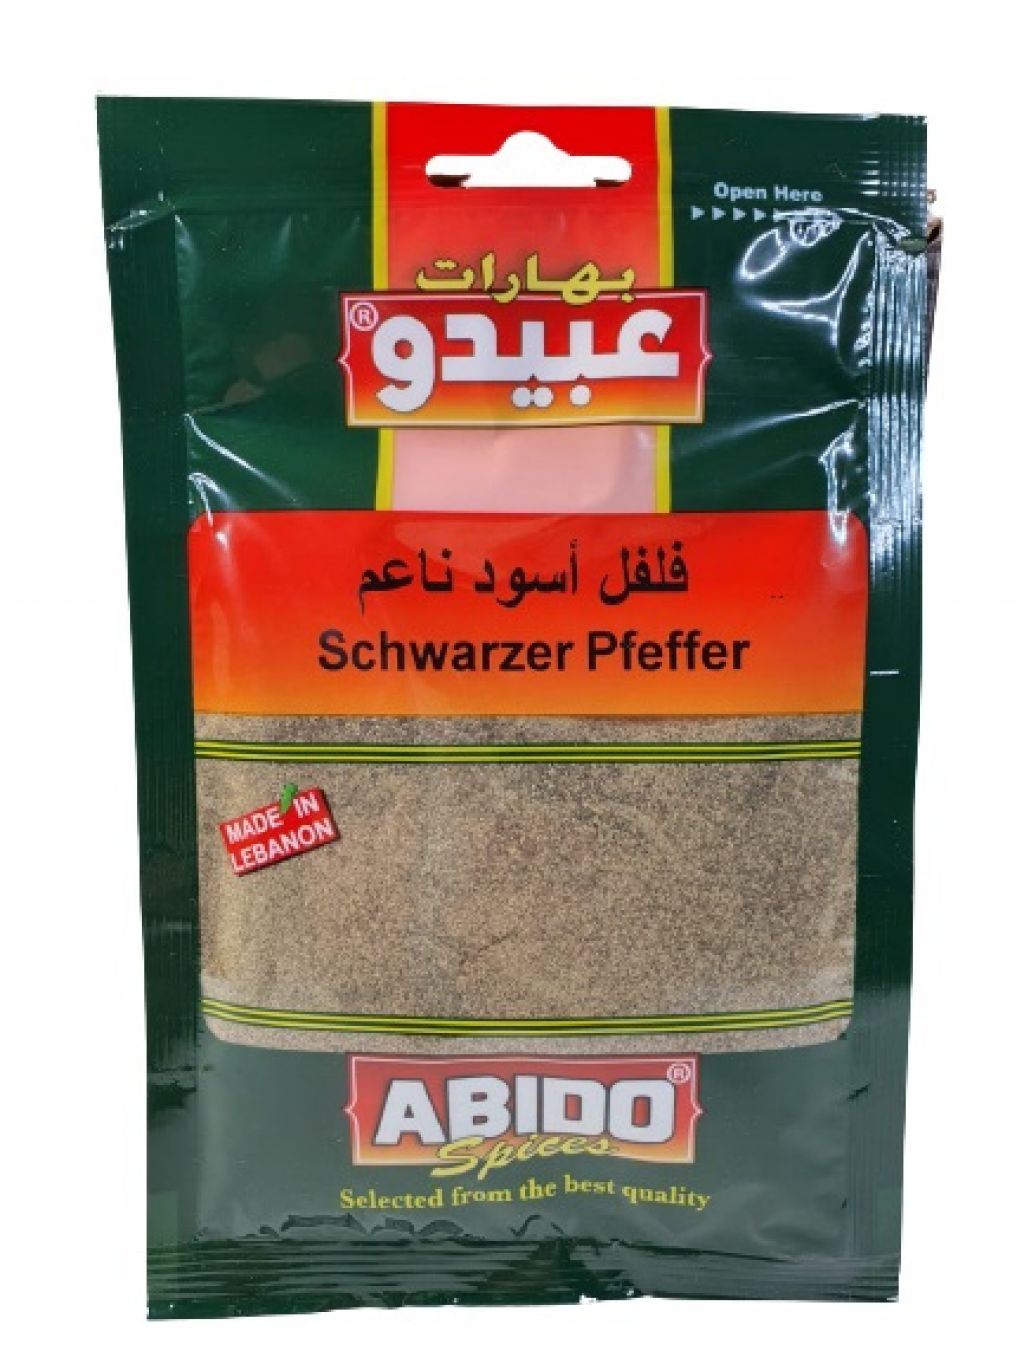 Open Here
بهارات
عبيدو®
فلفل أسود ناعم
Schwarzer Pfeffer
MADE IN
LEBANON
ABIDO®
Spices
Selected from the best quality